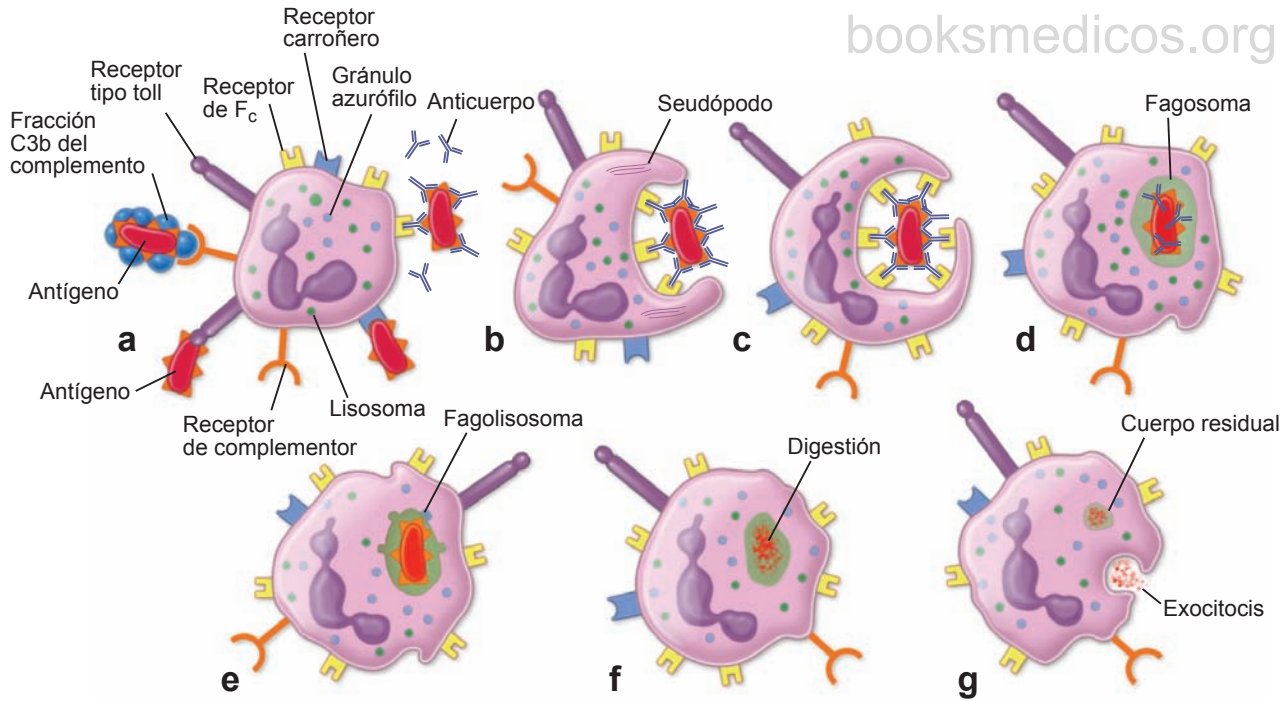 booksmedicos.org
Receptor
carroñero
Receptor
tipo toll
Receptor
de Fc
Gránulo
azurófilo
Anticuerpo
Fracción
C3b del
complemento
Antígeno
a
Antígeno
Receptor
de complementor
Lisosoma
Seudópodo
b
c
Fagosoma
d
Fagolisosoma
e
Digestión
f
Cuerpo residual
Exocitocis
g